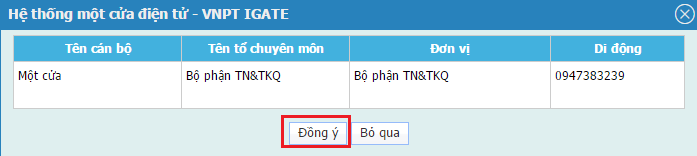 Hệ thống một cửa điện tử - VNPT IGATE
Tên cán bộ Tên tổ chuyên môn Đơn vị Di động
Một cửa Bộ phận TN&TKQ Bộ phận TN&TKQ 0947383239
Đồng ý Bỏ qua